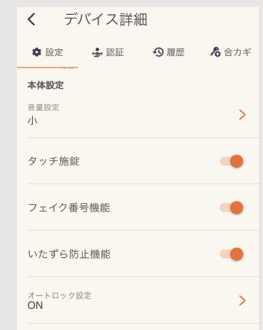 デバイス詳細
設定 認証 履歴 合カギ
本体設定
音量設定
小
タッチ施錠
フェイク番号機能
いたずら防止機能
オートロック設定
ON